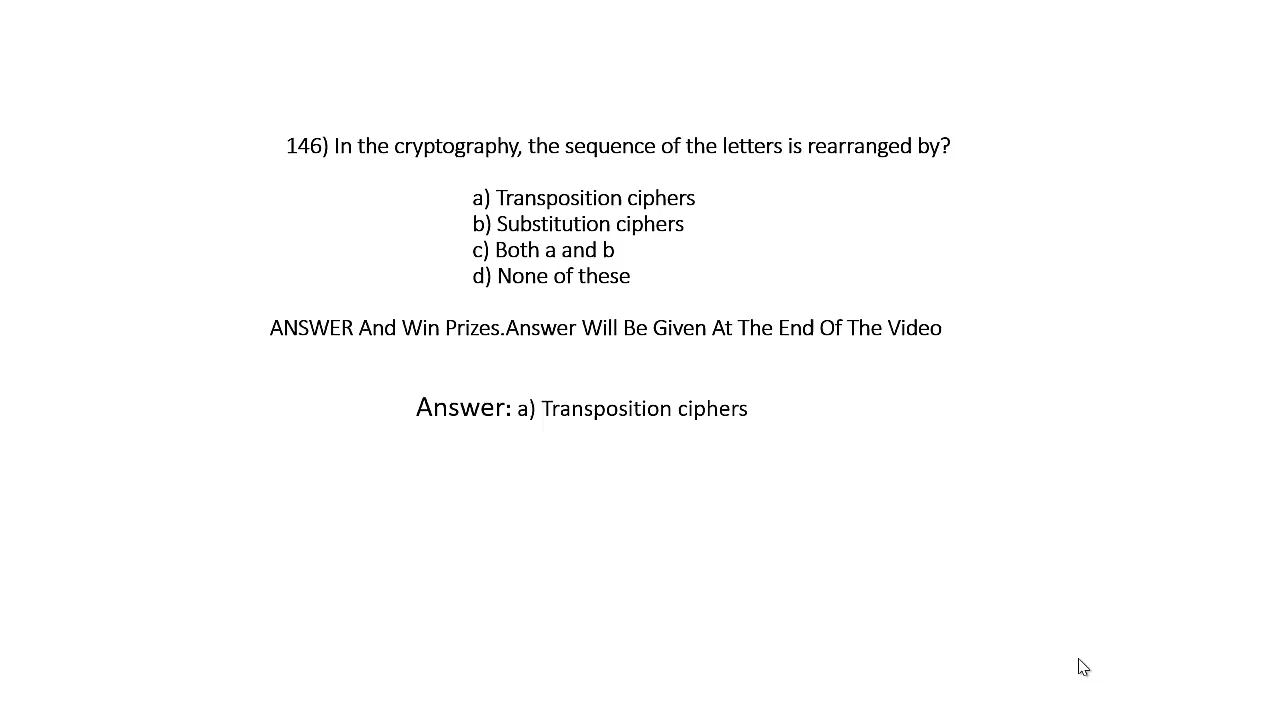 146) In the cryptography, the sequence of the letters is rearranged by?
a) Transposition ciphers
b) Substitution ciphers
c) Both a and b
d) None of these
ANSWER And Win Prizes.Answer Will Be Given At The End Of The Video
Answer: a) Transposition ciphers